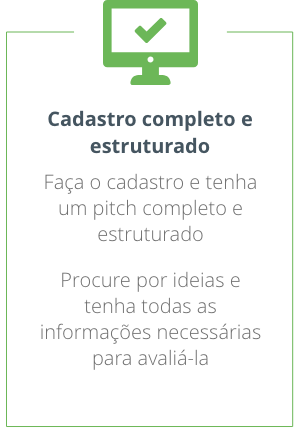 Cadastro completo e
estruturado
Faça o cadastro e tenha
um pitch completo e
estruturado
Procure por ideias e
tenha todas as
informações necessárias
para avaliá-la